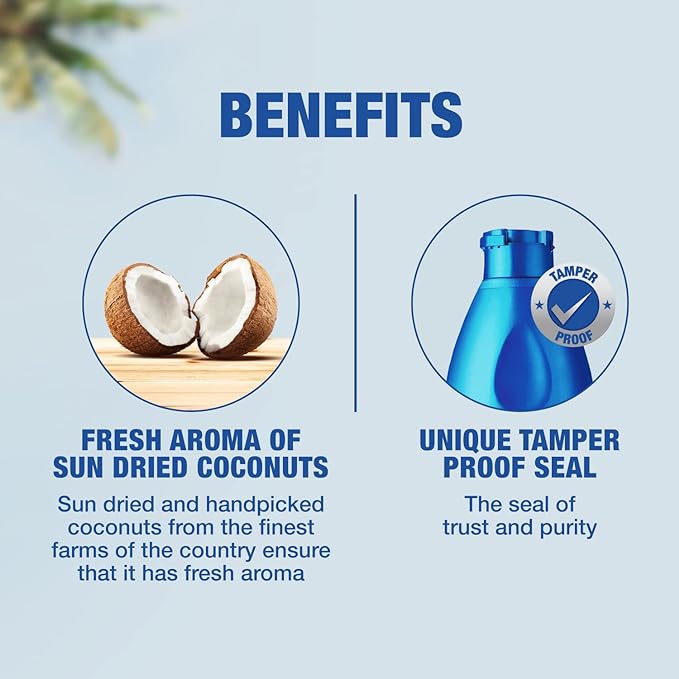 BENEFITS
FRESH AROMA OF
SUN DRIED COCONUTS
Sun dried and handpicked
coconuts from the finest
farms of the country ensure
that it has fresh aroma
TAMPER
PROOF
UNIQUE TAMPER
PROOF SEAL
The seal of
trust and purity